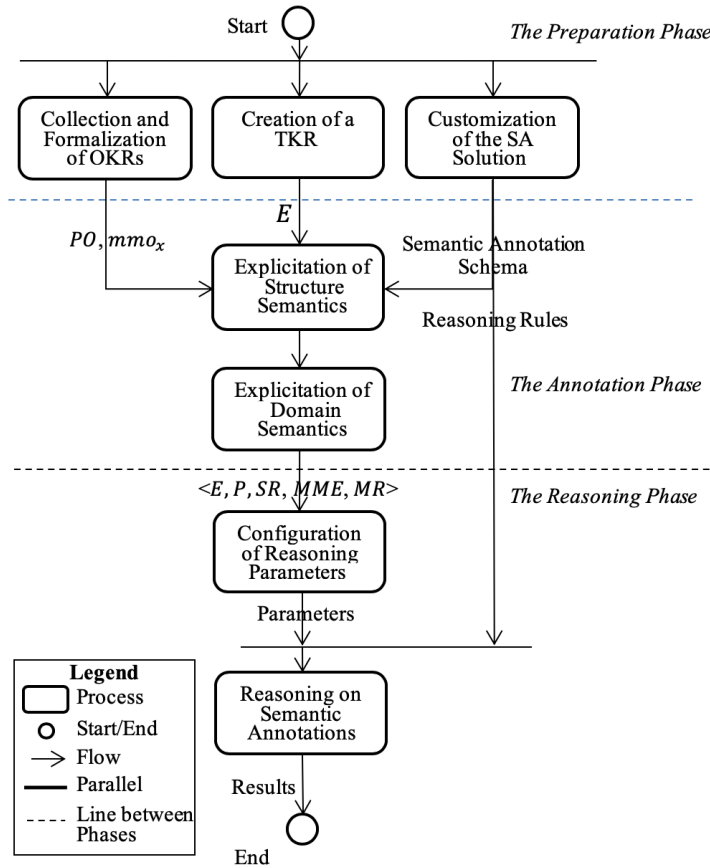 Start
The Preparation Phase
Collection and
Formalization
of OKRs
Creation of a
TKR
Customization
of the SA
Solution
E
PO, mmoₓ
Semantic Annotation
Schema
Explicitation of
Structure
Semantics
Reasoning Rules
Explicitation of
Domain
Semantics
The Annotation Phase
<E, P, SR, MME, MR>
The Reasoning Phase
Configuration
of Reasoning
Parameters
Parameters
Legend
Process
Start/End
Flow
Parallel
Line between
Phases
Reasoning on
Semantic
Annotations
Results
End